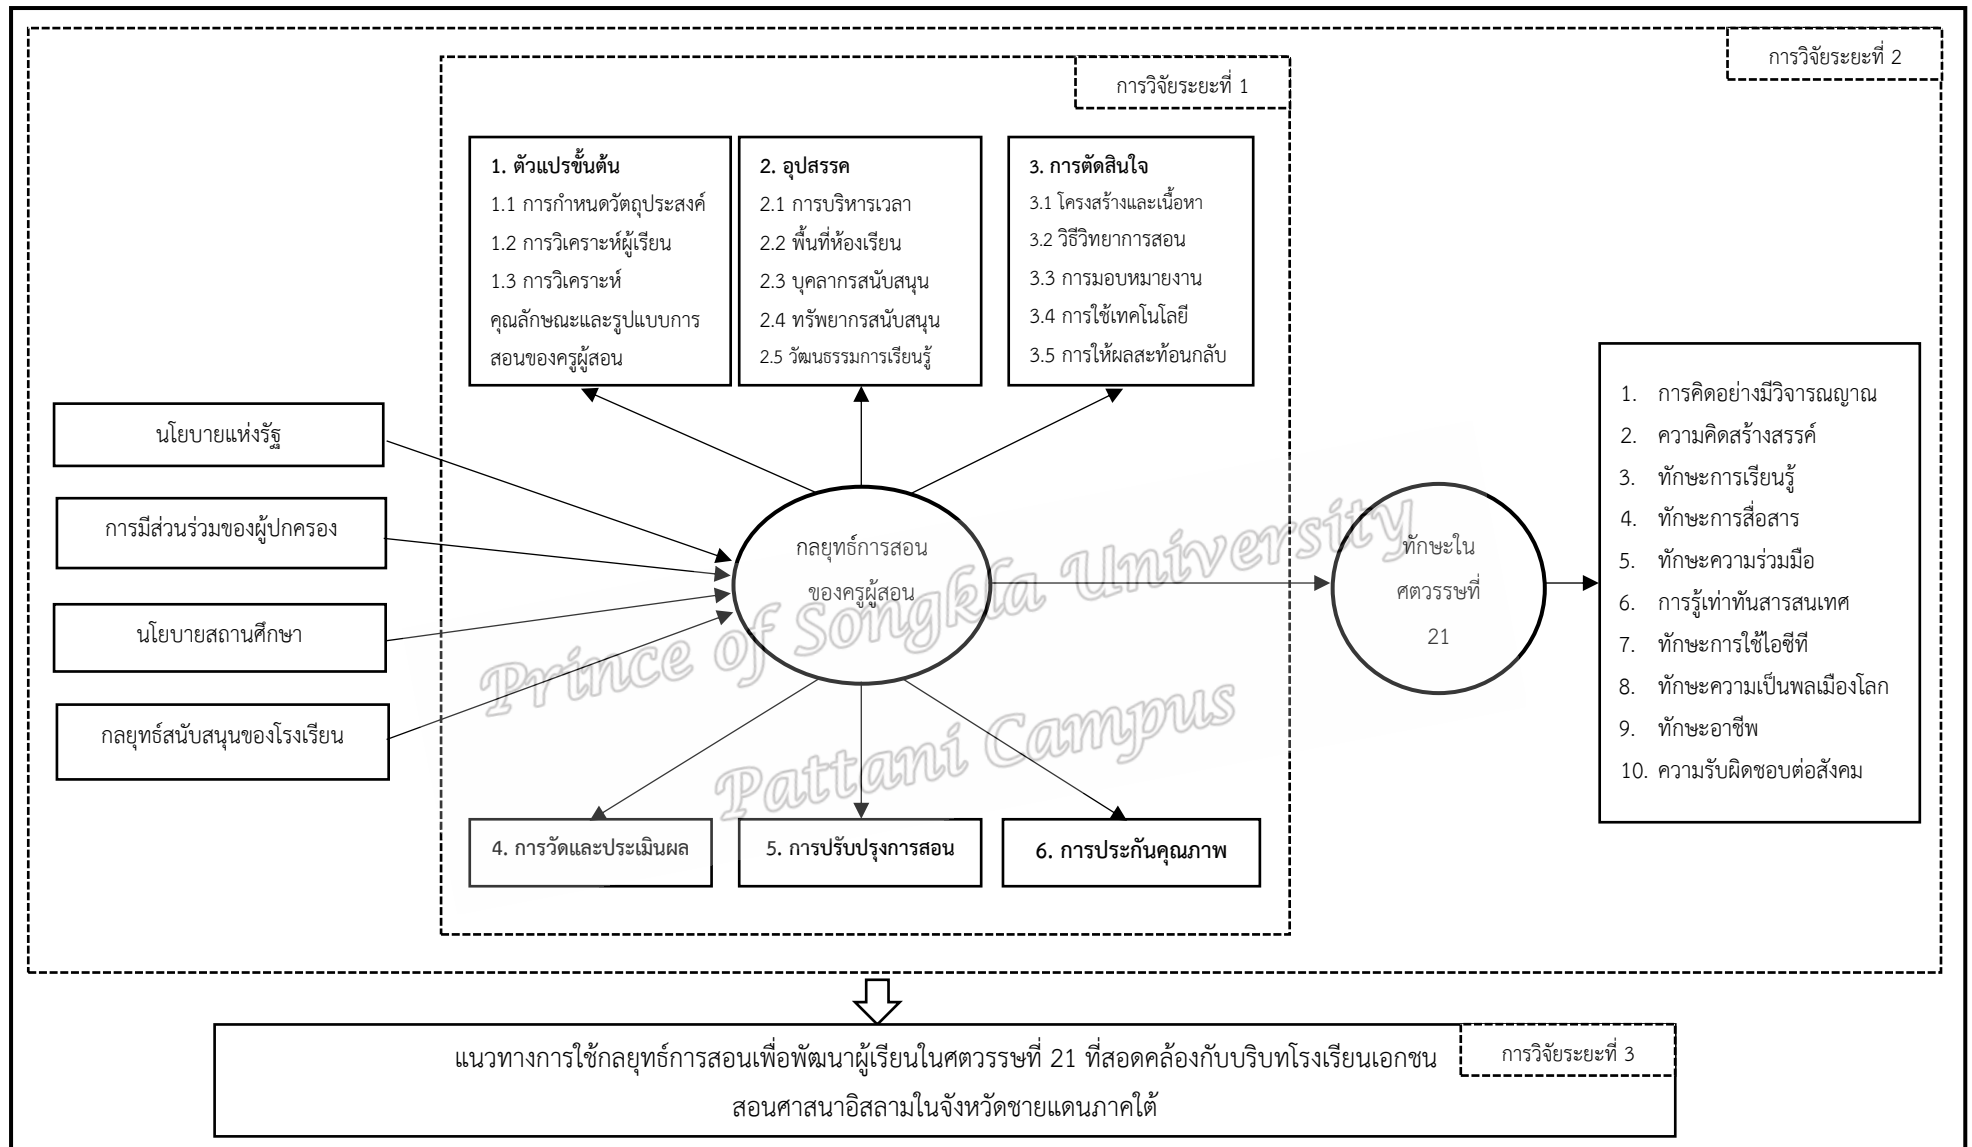 การวิจัยระยะที่ 2
การวิจัยระยะที่ 1
1. ตัวแปรขั้นต้น
1.1 การกำหนดวัตถุประสงค์
1.2 การวิเคราะห์ผู้เรียน
1.3 การวิเคราะห์
คุณลักษณะและรูปแบบการ
สอนของครูผู้สอน
2. อุปสรรค
2.1 การบริหารเวลา
2.2 พื้นที่ห้องเรียน
2.3 บุคลากรสนับสนุน
2.4 ทรัพยากรสนับสนุน
2.5 วัฒนธรรมการเรียนรู้
3. การตัดสินใจ
3.1 โครงสร้างและเนื้อหา
3.2 วิธีวิทยาการสอน
3.3 การมอบหมายงาน
3.4 การใช้เทคโนโลยี
3.5 การให้ผลสะท้อนกลับ
นโยบายแห่งรัฐ
การมีส่วนร่วมของผู้ปกครอง
นโยบายสถานศึกษา
กลยุทธ์สนับสนุนของโรงเรียน
กลยุทธ์การสอน
ของครูผู้สอน
ทักษะใน
ศตวรรษที่
21
1. การคิดอย่างมีวิจารณญาณ
2. ความคิดสร้างสรรค์
3. ทักษะการเรียนรู้
4. ทักษะการสื่อสาร
5. ทักษะความร่วมมือ
6. การรู้เท่าทันสารสนเทศ
7. ทักษะการใช้ไอซีที
8. ทักษะความเป็นพลเมืองโลก
9. ทักษะอาชีพ
10. ความรับผิดชอบต่อสังคม
Prince of Songkla University
Pattani Campus
4. การวัดและประเมินผล
5. การปรับปรุงการสอน
6. การประกันคุณภาพ
แนวทางการใช้กลยุทธ์การสอนเพื่อพัฒนาผู้เรียนในศตวรรษที่ 21 ที่สอดคล้องกับบริบทโรงเรียนเอกชน
สอนศาสนาอิสลามในจังหวัดชายแดนภาคใต้
การวิจัยระยะที่ 3